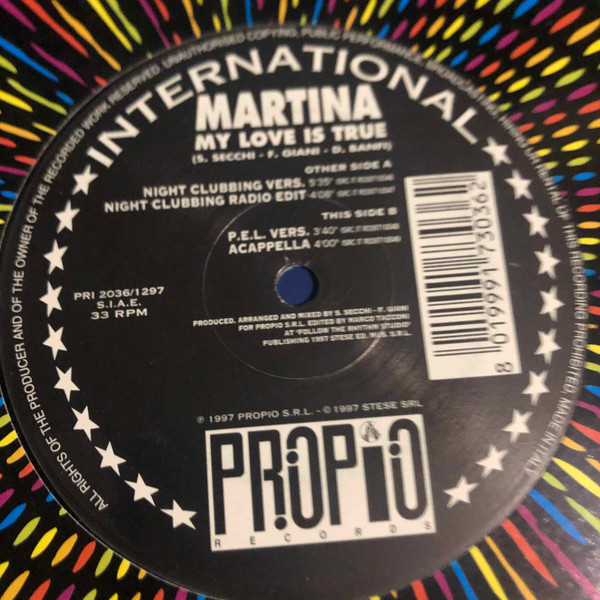 ALL RIGHTS OF THE PRODUCER AND OF THE OWNER OF THE RECORDED WORK RESERVED. UNAUTHORISED COPYING, PUBLIC PERFORMANCE, BROADCASTING, OF THIS RECORDING PROHIBITED. MADE IN ITALY
INTERNATIONAL
MARTINA
MY LOVE IS TRUE
(S. SECCHI - F. GIANI - D. BANFI)
OTHER SIDE A
NIGHT CLUBBING VERS. 5'35"
NIGHT CLUBBING RADIO EDIT 4'08"
THIS SIDE B
P.E.L. VERS. 3'40"
ACAPPELLA 4'00"
PRI 2036/1297
S.I.A.E.
33 RPM
PRODUCED, ARRANGED AND MIXED BY S. SECCHI - F. GIANI
FOR PROPIO S.R.L. EDITED BY MARCO TACCONI
AT 'FOLLOW THE RHYTHM STUDIO'
PUBLISHING 1997 STESE ED. MUS. S.R.L.
8 019991 730362
℗ 1997 PROPIO S.R.L. - © 1997 STESE SRL
PROPIO
RECORDS